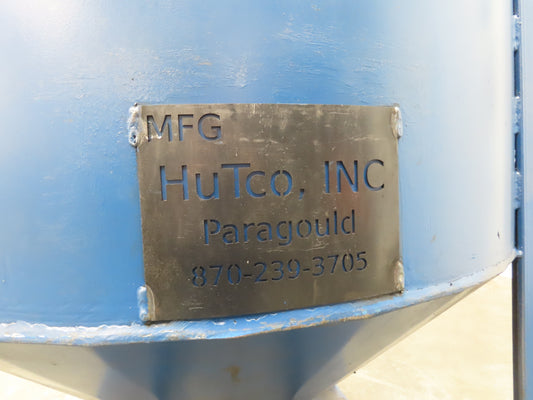 MFG
HuTco, INC
Paragould
870-239-3705